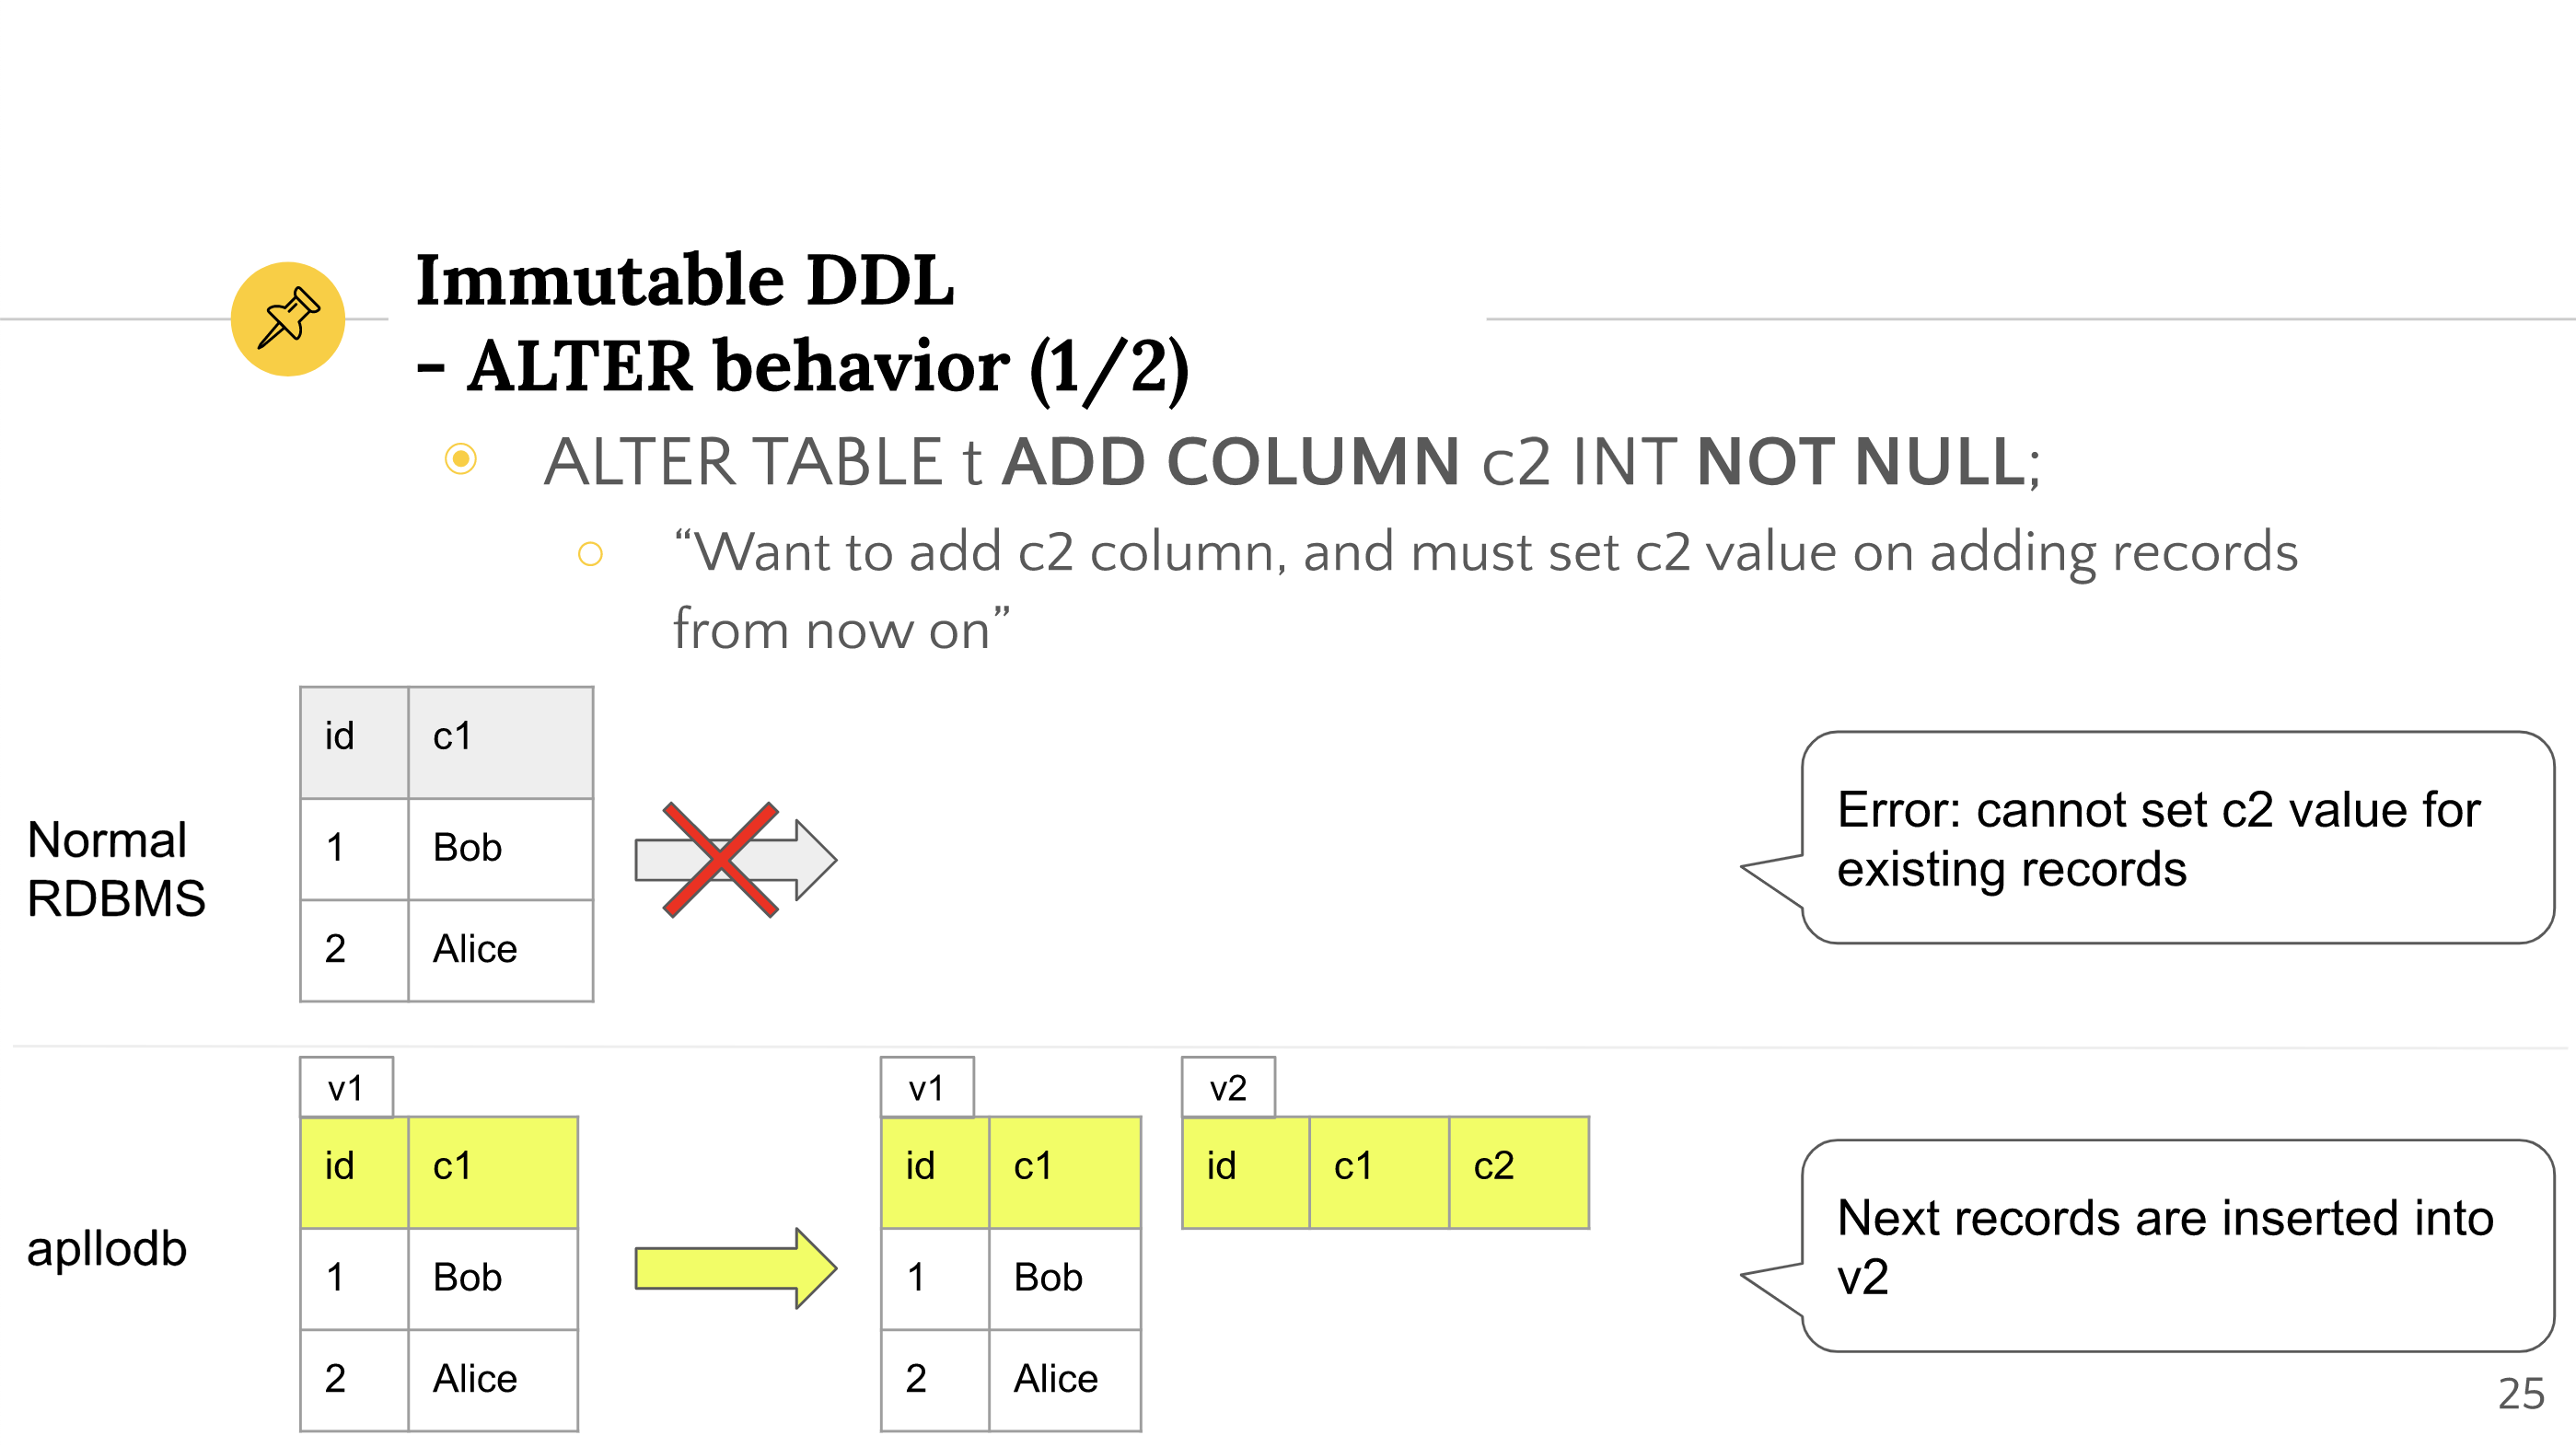 Immutable DDL
- ALTER behavior (1/2)
ALTER TABLE t ADD COLUMN c2 INT NOT NULL;
“Want to add c2 column, and must set c2 value on adding records
from now on”
Normal
RDBMS
id c1
1 Bob
2 Alice
Error: cannot set c2 value for
existing records
apllodb
v1
id c1
1 Bob
2 Alice
v1
id c1
1 Bob
2 Alice
v2
id c1 c2
Next records are inserted into
v2
25